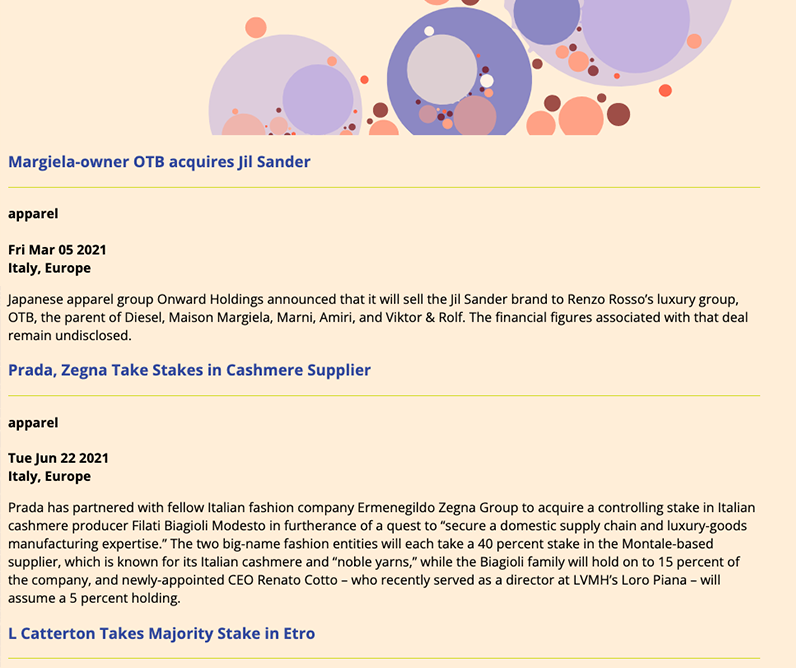 Margiela-owner OTB acquires Jil Sander
apparel
Fri Mar 05 2021
Italy, Europe
Japanese apparel group Onward Holdings announced that it will sell the Jil Sander brand to Renzo Rosso’s luxury group,
OTB, the parent of Diesel, Maison Margiela, Marni, Amiri, and Viktor & Rolf. The financial figures associated with that deal
remain undisclosed.
Prada, Zegna Take Stakes in Cashmere Supplier
apparel
Tue Jun 22 2021
Italy, Europe
Prada has partnered with fellow Italian fashion company Ermenegildo Zegna Group to acquire a controlling stake in Italian
cashmere producer Filati Biagioli Modesto in furtherance of a quest to “secure a domestic supply chain and luxury-goods
manufacturing expertise.” The two big-name fashion entities will each take a 40 percent stake in the Montale-based
supplier, which is known for its Italian cashmere and “noble yarns,” while the Biagioli family will hold on to 15 percent of
the company, and newly-appointed CEO Renato Cotto – who recently served as a director at LVMH’s Loro Piana – will
assume a 5 percent holding.
L Catterton Takes Majority Stake in Etro